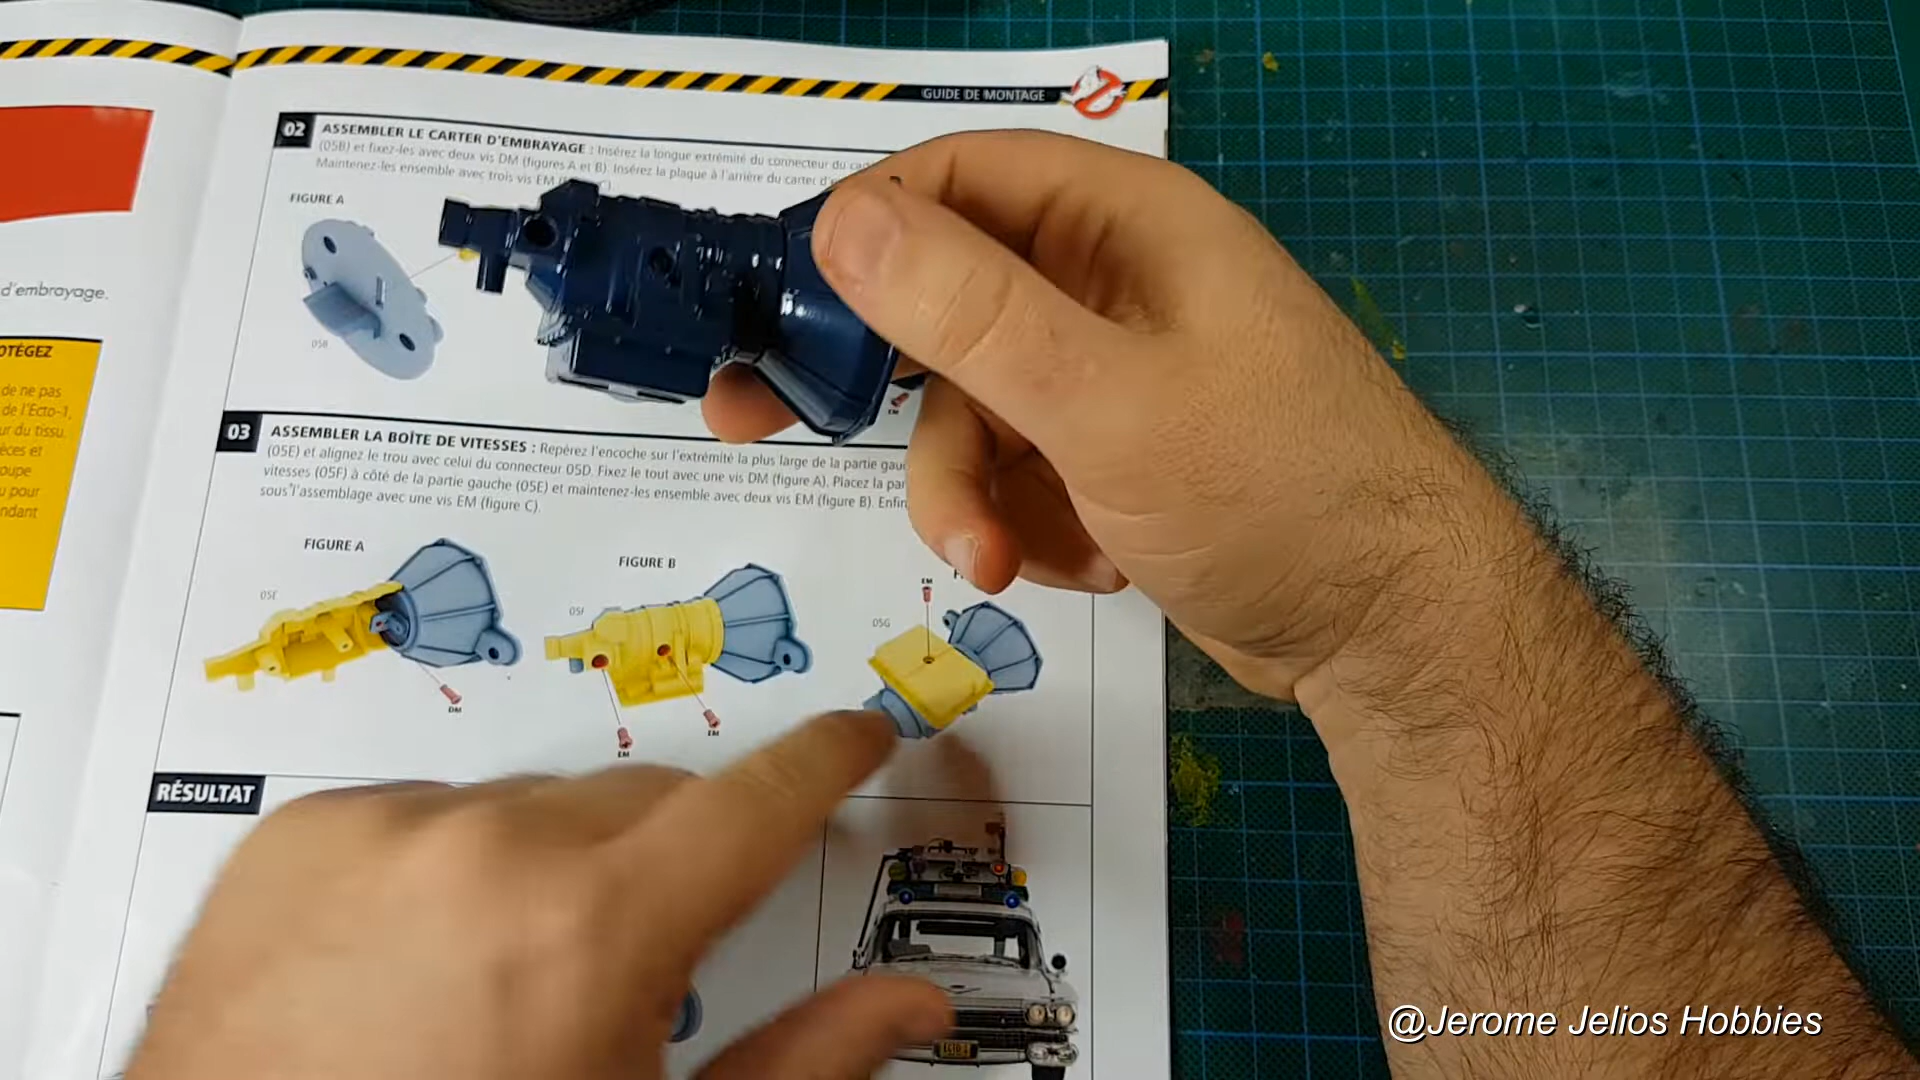 GUIDE DE MONTAGE
d'embrayage.
OTÉGEZ
de ne pas
de l'Ecto-1,
ur du tissu.
èces et
oupe
u pour
ndant
02 ASSEMBLER LE CARTER D'EMBRAYAGE : Insérez la longue extrémité du connecteur du
(05B) et fixez-les avec deux vis DM (figures A et B). Insérez la plaque à l'arrière du carter
Maintenez-les ensemble avec trois vis EM
FIGURE A
05B
EM
03 ASSEMBLER LA BOÎTE DE VITESSES : Repérez l'encoche sur l'extrémité la plus large de la partie gau
(05E) et alignez le trou avec celui du connecteur 05D. Fixez le tout avec une vis DM (figure A). Placez la par
vitesses (05F) à côté de la partie gauche (05E) et maintenez-les ensemble avec deux vis EM (figure B). Enfin
sous l'assemblage avec une vis EM (figure C).
FIGURE A
FIGURE B
05E
05F
05G
EM
DM
EM
EM
RÉSULTAT
ECTO-1
@Jerome Jelios Hobbies